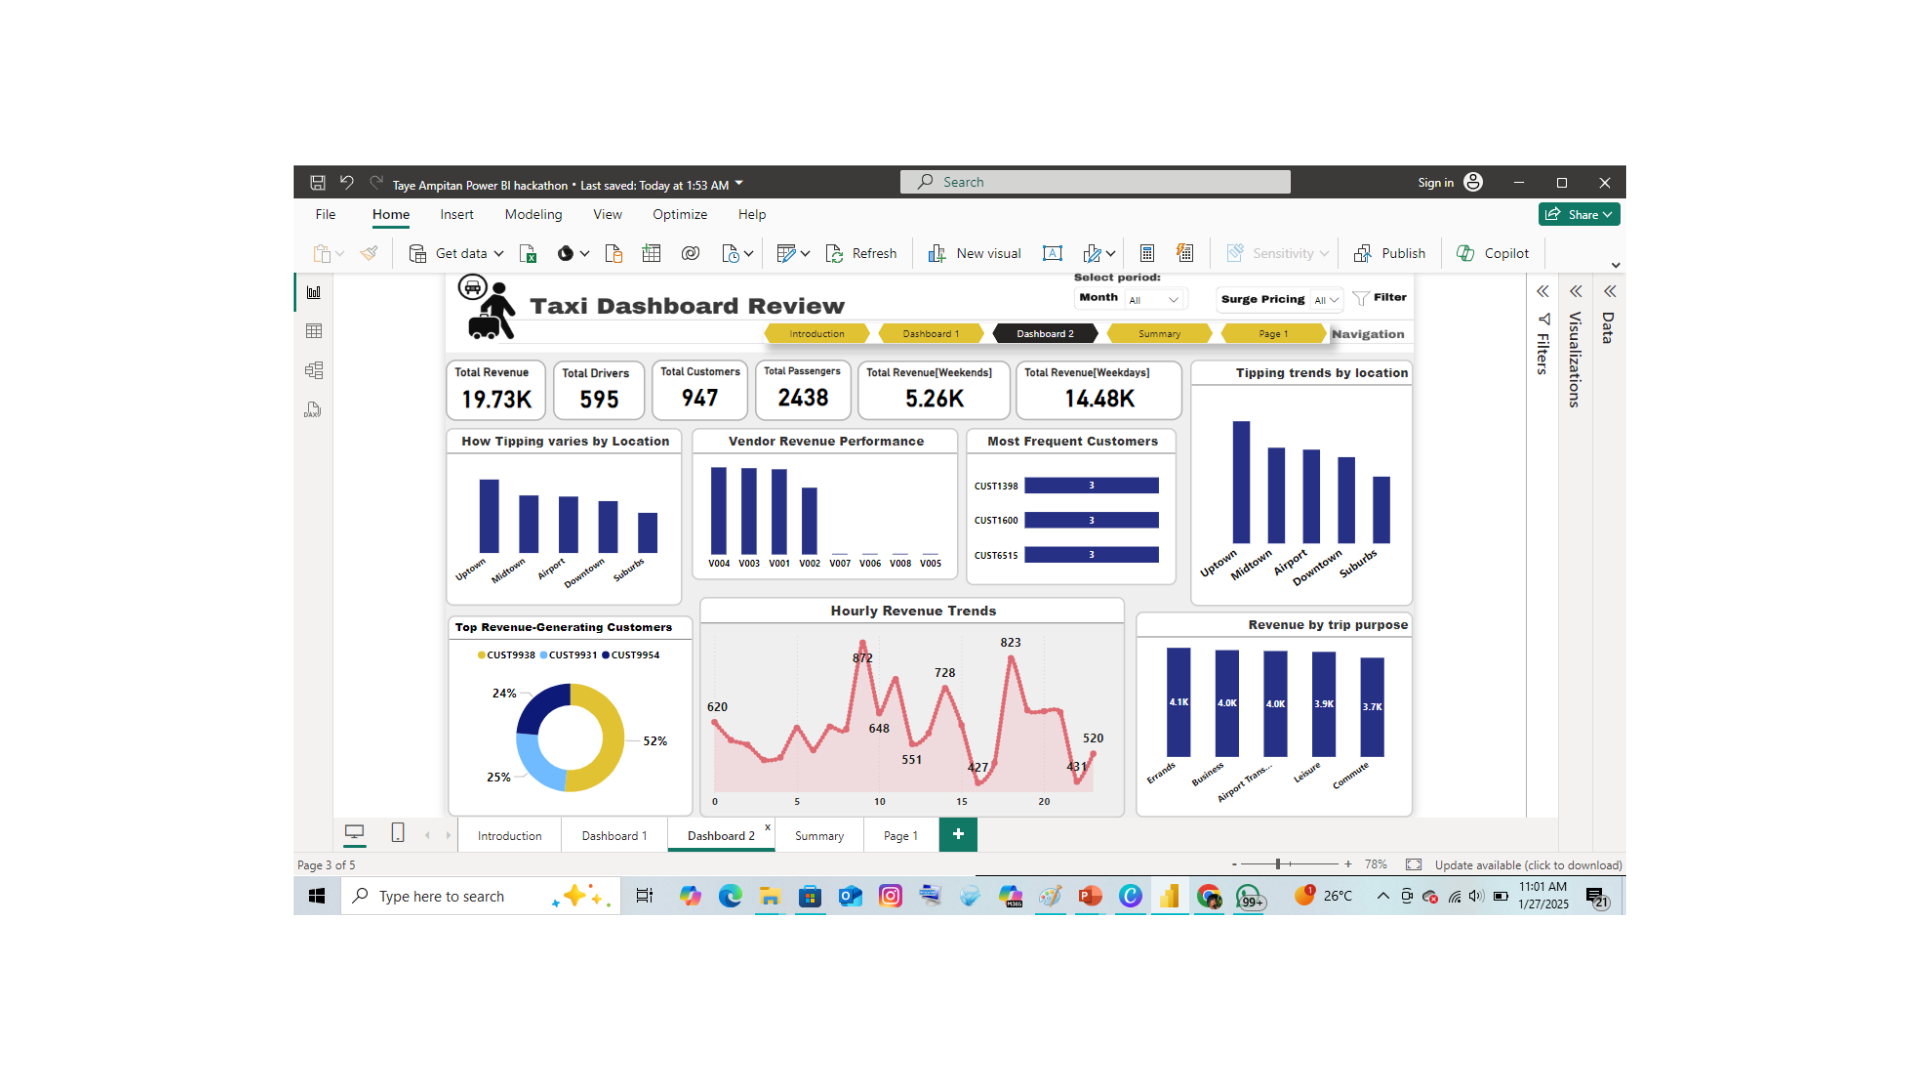 Taye Ampitan Power BI hackathon • Last saved: Today at 1:53 AM
Search
Sign in
File Home Insert Modeling View Optimize Help
Share
Get data
Refresh
New visual
Sensitivity
Publish
Copilot
Taxi Dashboard Review
Select period:
Month All
Surge Pricing All
Filter
Introduction Dashboard 1 Dashboard 2 Summary Page 1 Navigation
Total Revenue
19.73K
Total Drivers
595
Total Customers
947
Total Passengers
2438
Total Revenue[Weekends]
5.26K
Total Revenue[Weekdays]
14.48K
Tipping trends by location
Uptown Midtown Airport Downtown Suburbs
How Tipping varies by Location
Uptown Midtown Airport Downtown Suburbs
Vendor Revenue Performance
V004 V003 V001 V002 V007 V006 V008 V005
Most Frequent Customers
CUST1398 3
CUST1600 3
CUST6515 3
Top Revenue-Generating Customers
CUST9938 CUST9931 CUST9954
24%
52%
25%
Hourly Revenue Trends
620
872
648
551
728
427
823
431
520
0 5 10 15 20
Revenue by trip purpose
4.1K 4.0K 4.0K 3.9K 3.7K
Errands Business Airport Trans... Leisure Commute
Filters
Visualizations
Data
Introduction Dashboard 1 Dashboard 2 x Summary Page 1 +
Page 3 of 5
- + 78%
Update available (click to download)
Type here to search
99+
1
26°C
11:01 AM
1/27/2025
21